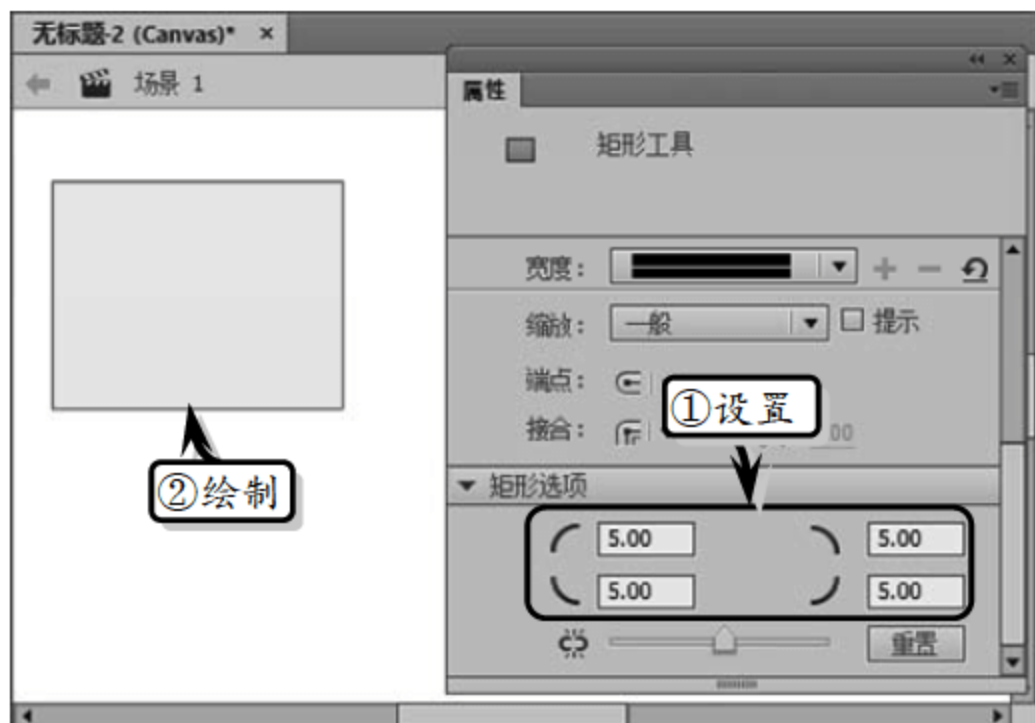 无标题-2 (Canvas)* ×
场景 1
属性
矩形工具
宽度:
缩放: 一般 提示
端点:
接合: 00
①设置
②绘制
矩形选项
5.00 5.00
5.00 5.00
重置